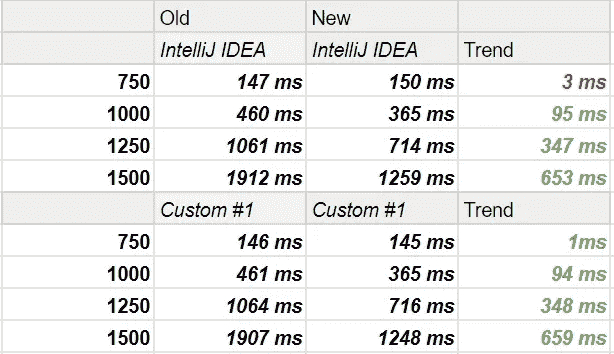 Old New
IntelliJ IDEA IntelliJ IDEA Trend
750 147 ms 150 ms 3 ms
1000 460 ms 365 ms 95 ms
1250 1061 ms 714 ms 347 ms
1500 1912 ms 1259 ms 653 ms
Custom #1 Custom #1 Trend
750 146 ms 145 ms 1ms
1000 461 ms 365 ms 94 ms
1250 1064 ms 716 ms 348 ms
1500 1907 ms 1248 ms 659 ms